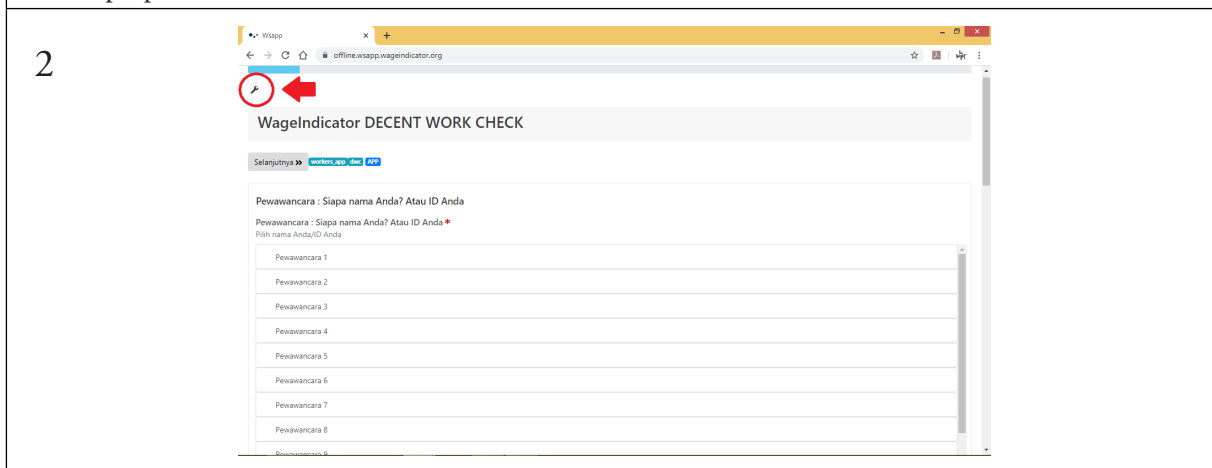 2
Wsapp
offline.wsapp.wageindicator.org
WageIndicator DECENT WORK CHECK
Selanjutnya » workers_app_dwc APP
Pewawancara : Siapa nama Anda? Atau ID Anda
Pewawancara : Siapa nama Anda? Atau ID Anda *
Pilih nama Anda/ID Anda
Pewawancara 1
Pewawancara 2
Pewawancara 3
Pewawancara 4
Pewawancara 5
Pewawancara 6
Pewawancara 7
Pewawancara 8
Pewawancara 9